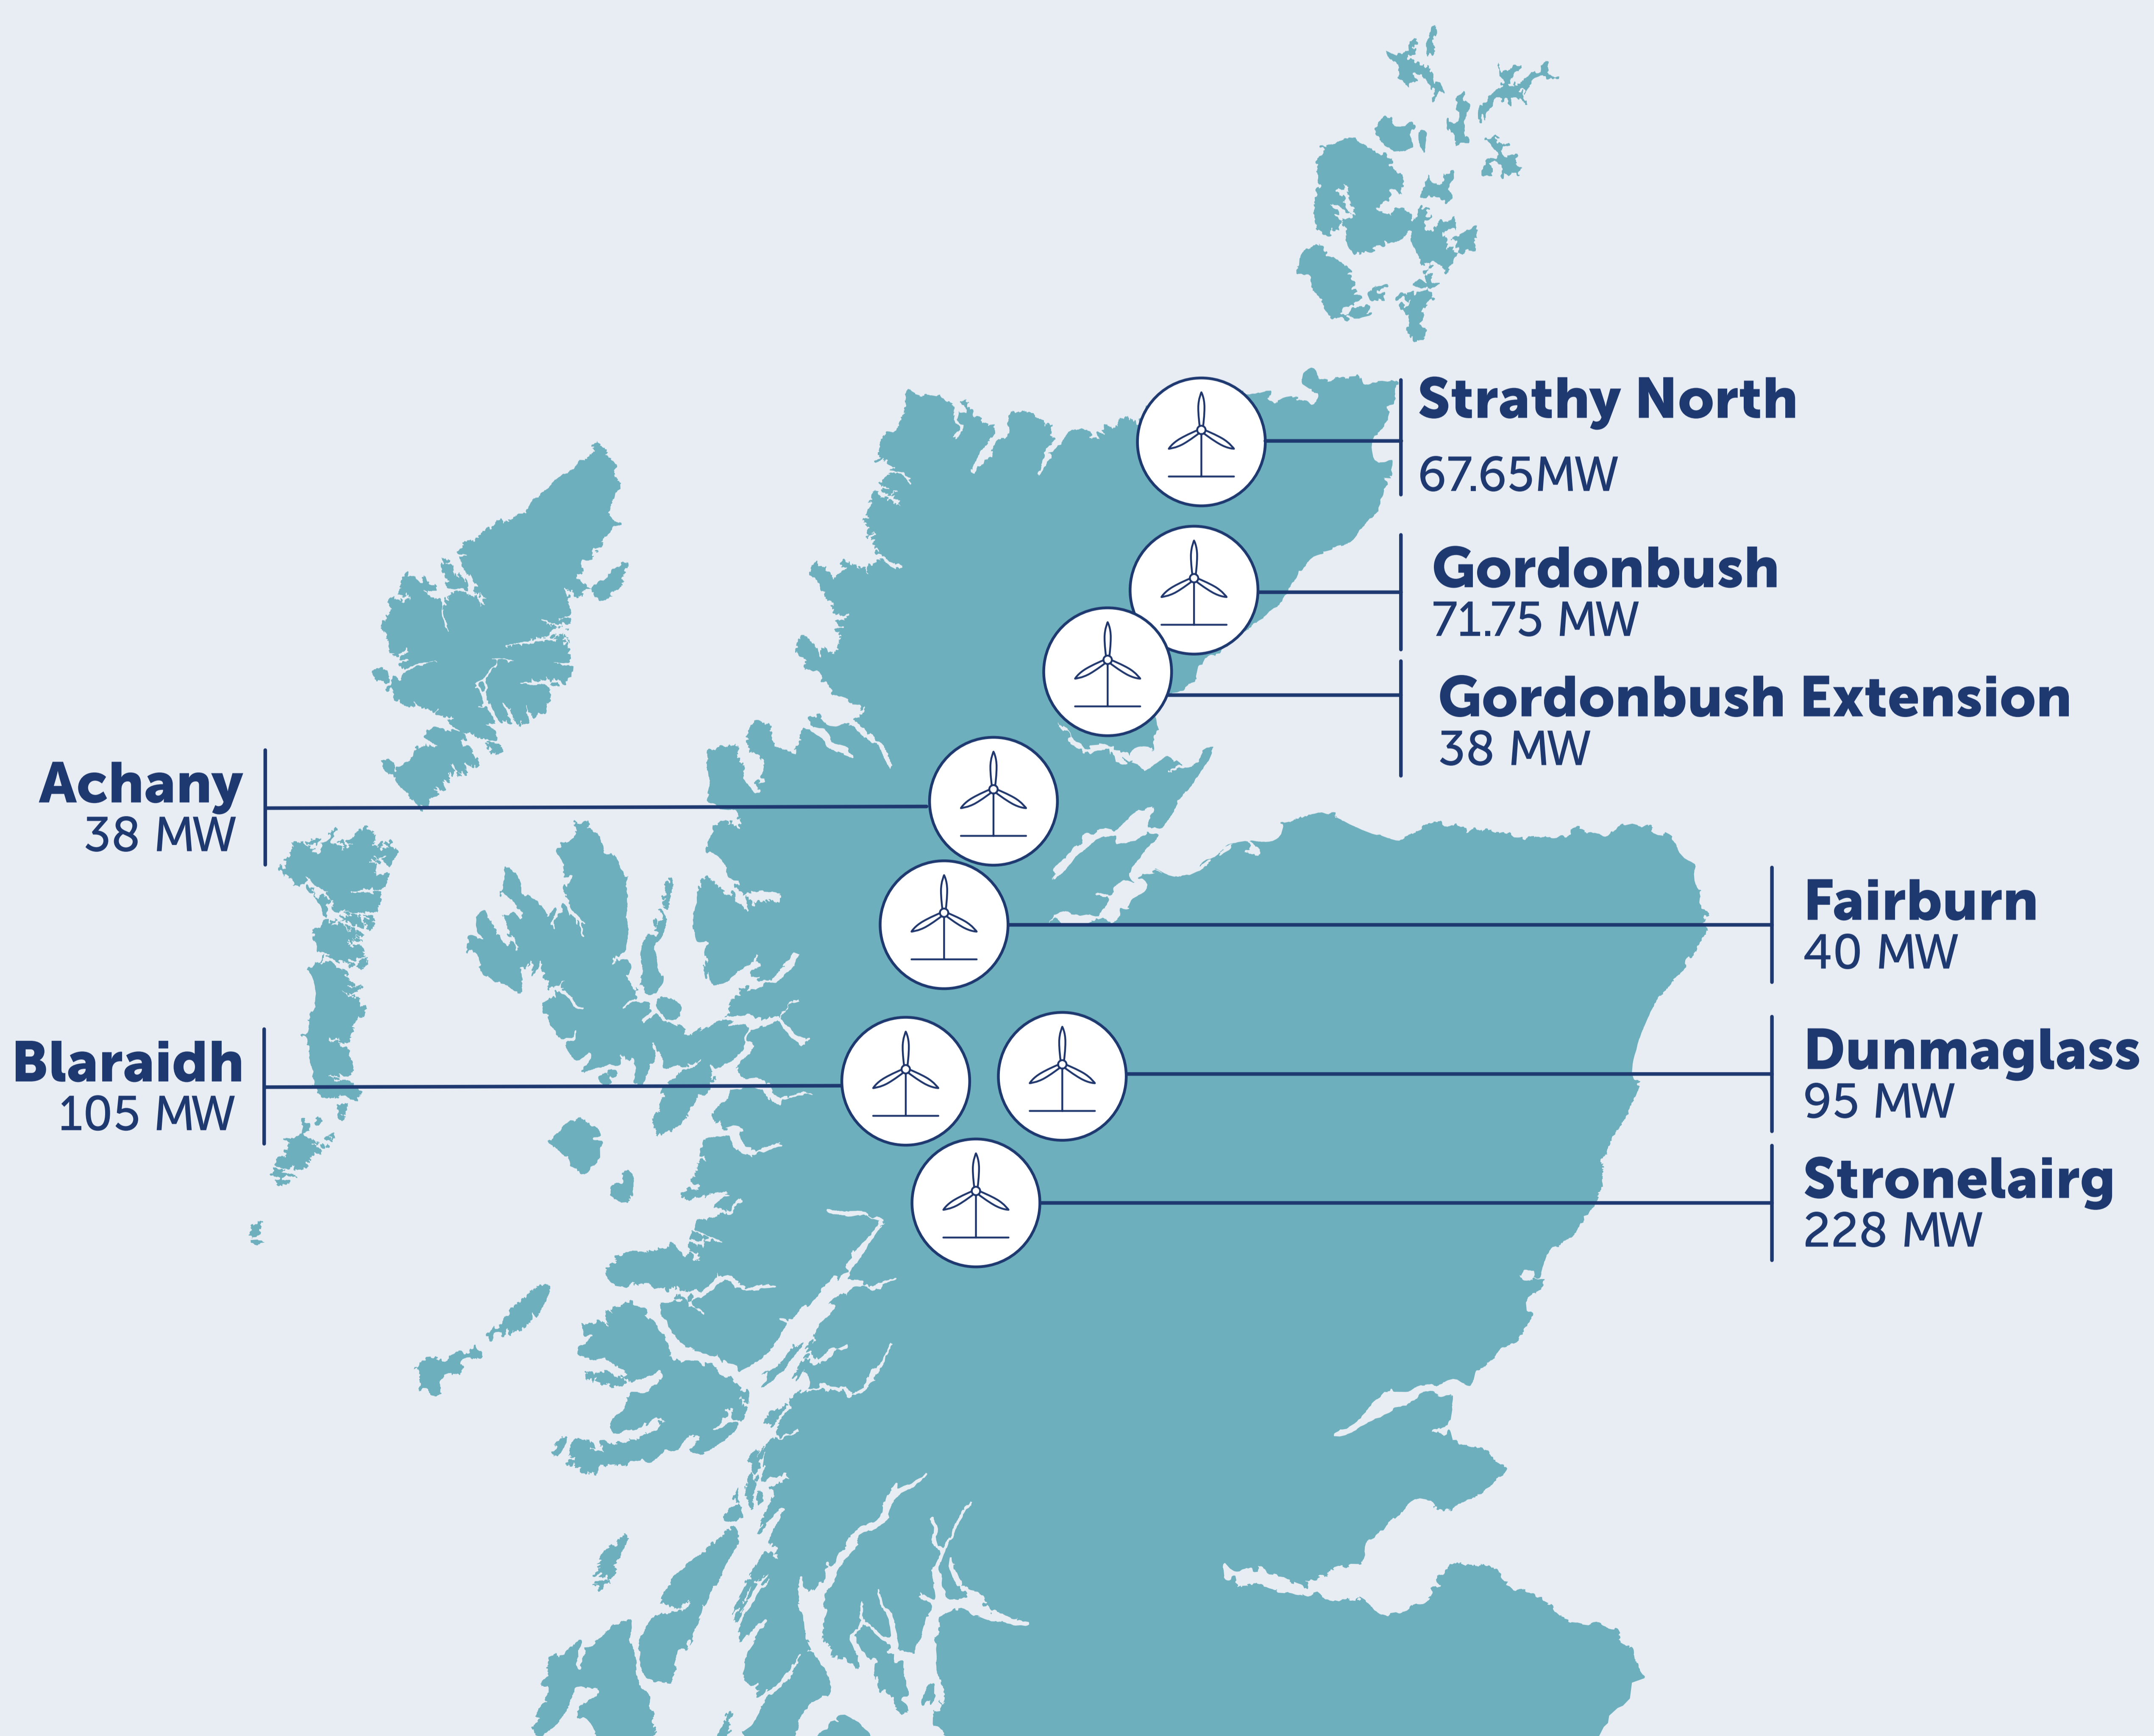 Strathy North
67.65MW
Gordonbush
71.75 MW
Gordonbush Extension
38 MW
Achany
38 MW
Fairburn
40 MW
Dunmaglass
95 MW
Blaraidh
105 MW
Stronelairg
228 MW